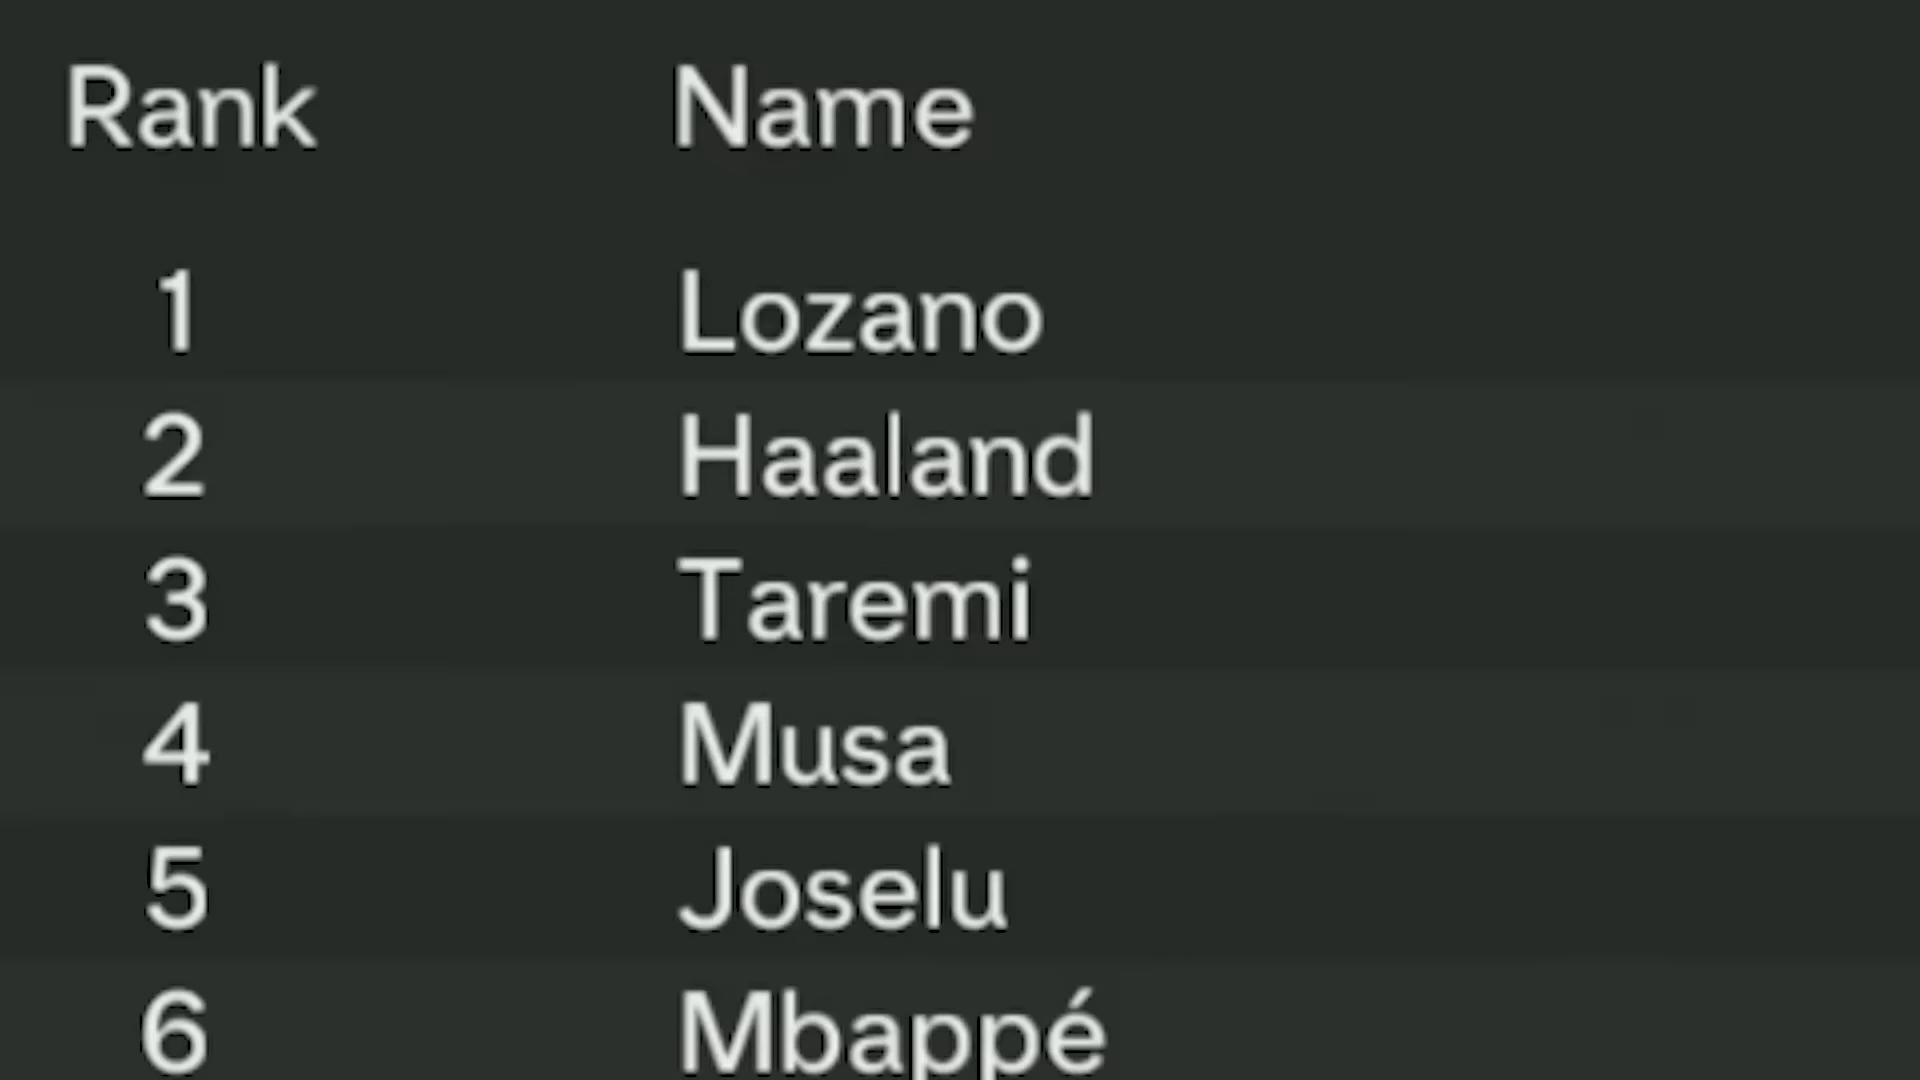 Rank Name
1 Lozano
2 Haaland
3 Taremi
4 Musa
5 Joselu
6 Mbappé